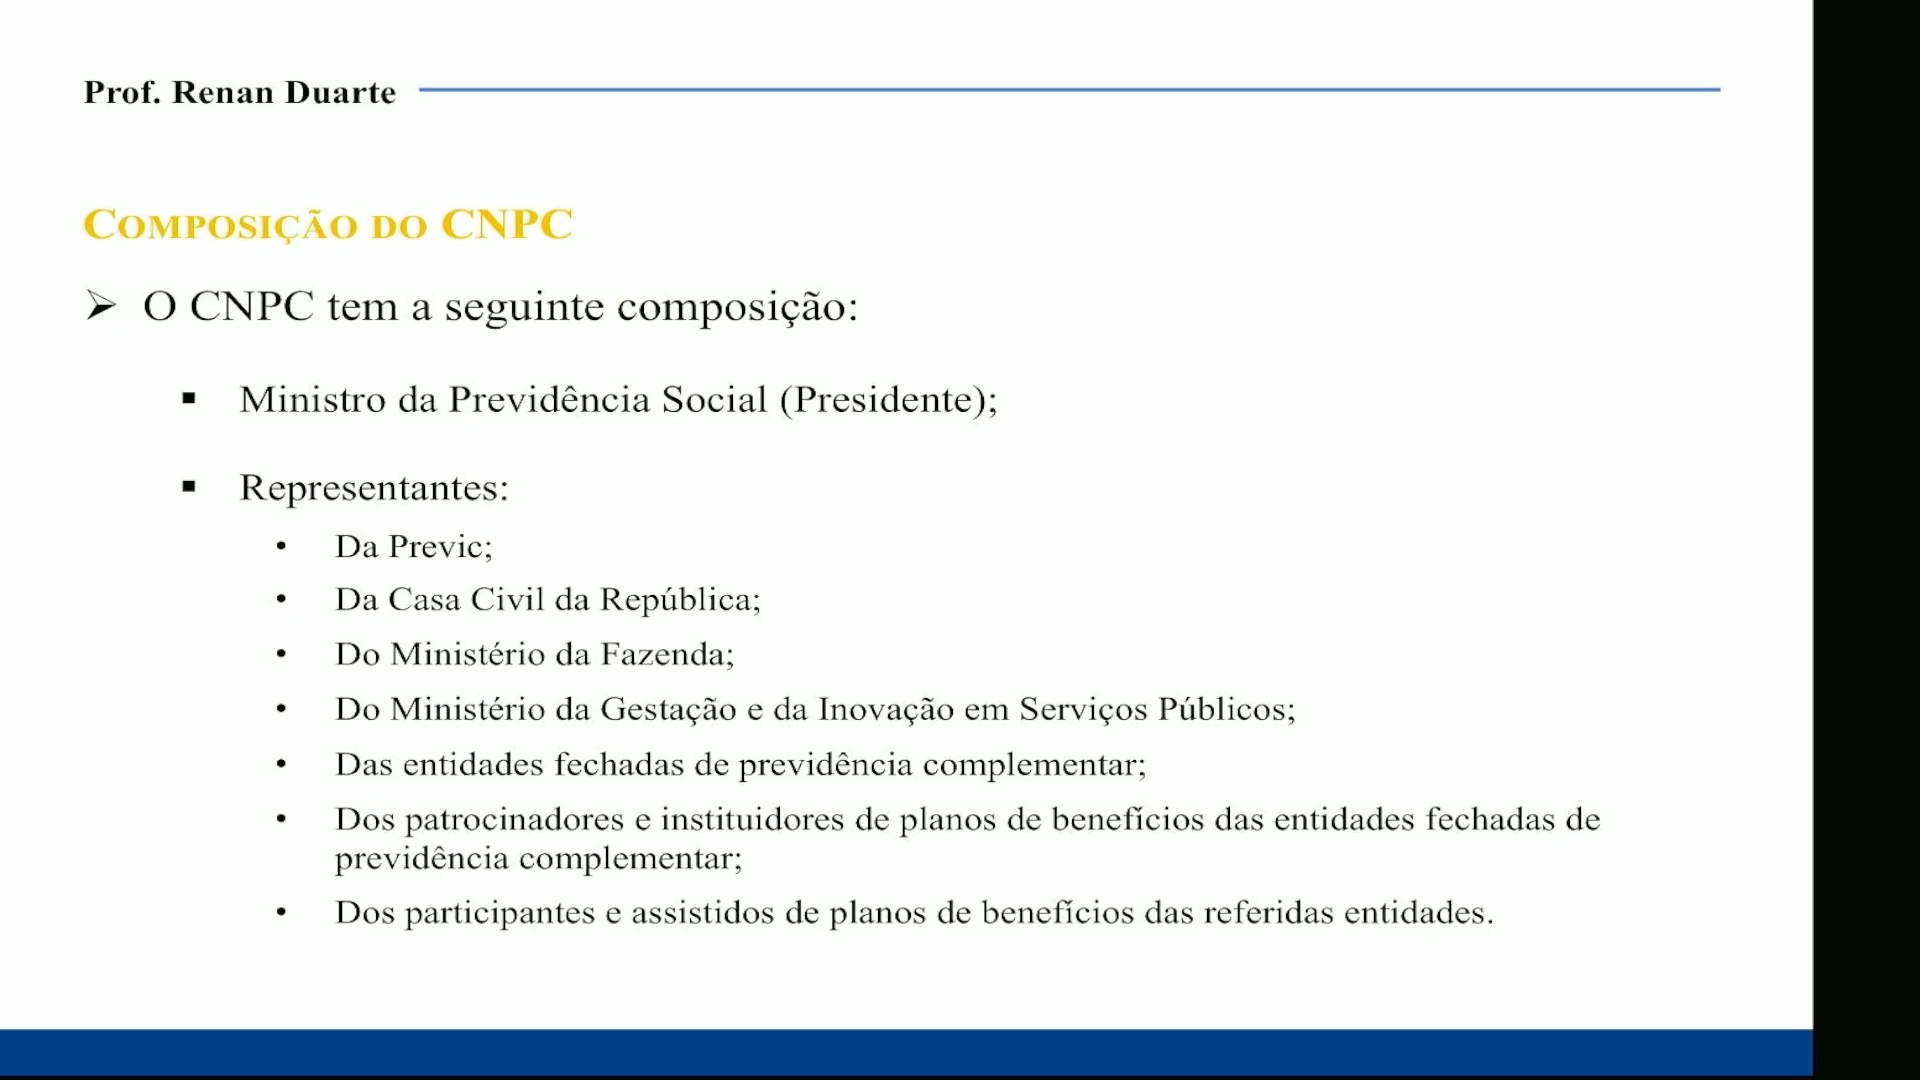 Prof. Renan Duarte
COMPOSIÇÃO DO CNPC
➢ O CNPC tem a seguinte composição:
▪ Ministro da Previdência Social (Presidente);
▪ Representantes:
• Da Previc;
• Da Casa Civil da República;
• Do Ministério da Fazenda;
• Do Ministério da Gestação e da Inovação em Serviços Públicos;
• Das entidades fechadas de previdência complementar;
• Dos patrocinadores e instituidores de planos de benefícios das entidades fechadas de
previdência complementar;
• Dos participantes e assistidos de planos de benefícios das referidas entidades.